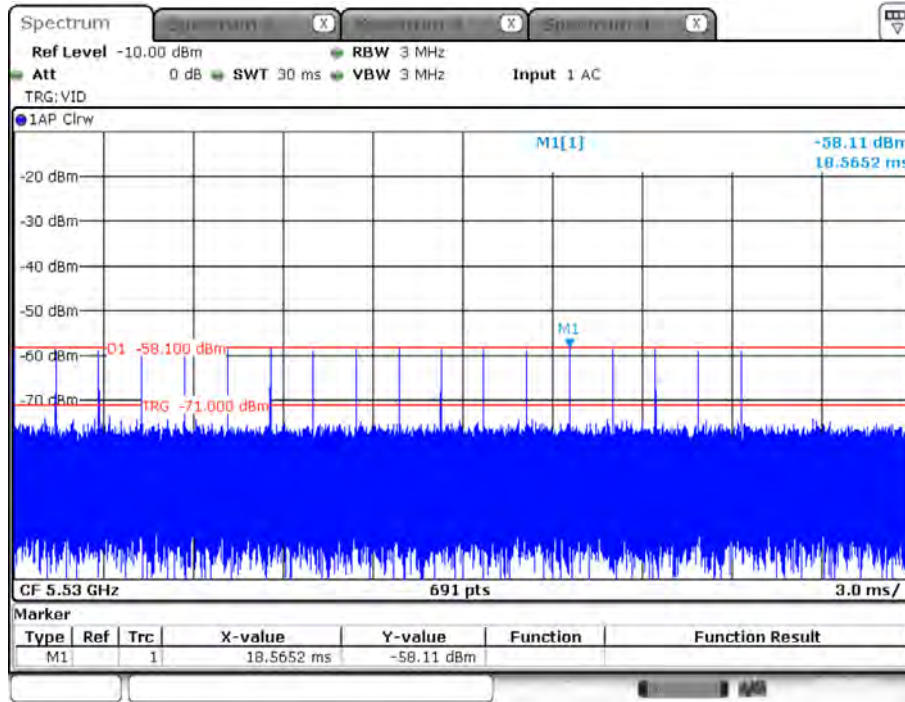 Spectrum X X X
Ref Level -10.00 dBm RBW 3 MHz
Att 0 dB SWT 30 ms VBW 3 MHz Input 1 AC
TRG:VID
1AP Clrw
M1[1] -58.11 dBm
18.5652 ms
-20 dBm
-30 dBm
-40 dBm
-50 dBm
M1
D1 -58.100 dBm
-60 dBm
-70 dBm
TRG -71.000 dBm
CF 5.53 GHz 691 pts 3.0 ms/
Marker
Type Ref Trc X-value Y-value Function Function Result
M1 1 18.5652 ms -58.11 dBm